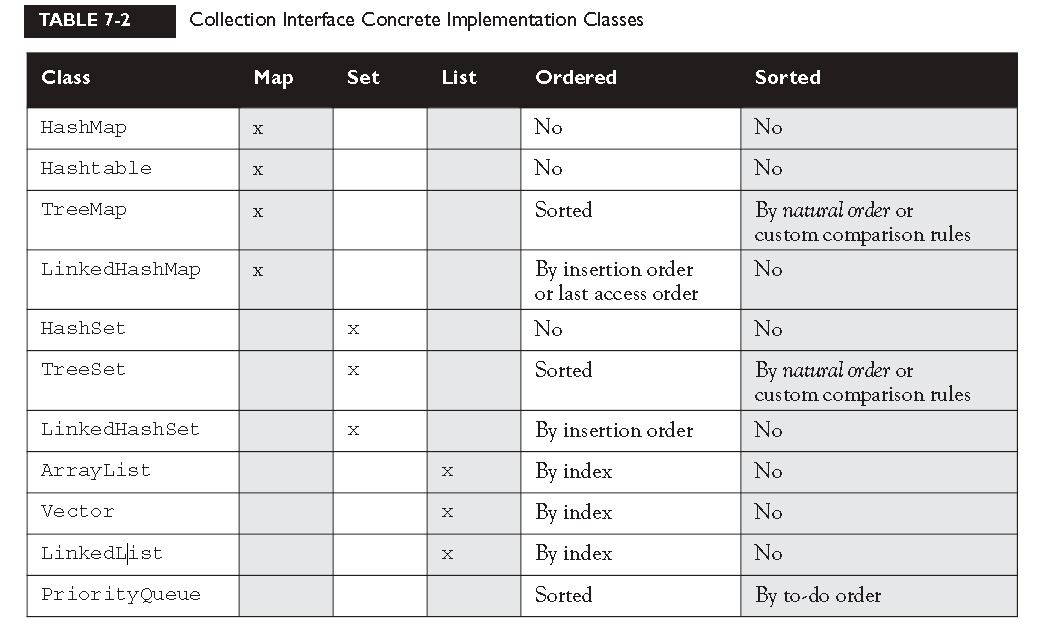 TABLE 7-2 Collection Interface Concrete Implementation Classes
Class Map Set List Ordered Sorted
HashMap x No No
Hashtable x No No
TreeMap x Sorted By natural order or
custom comparison rules
LinkedHashMap x By insertion order No
or last access order
HashSet x No No
TreeSet x Sorted By natural order or
custom comparison rules
LinkedHashSet x By insertion order No
ArrayList x By index No
Vector x By index No
LinkedList x By index No
PriorityQueue Sorted By to-do order